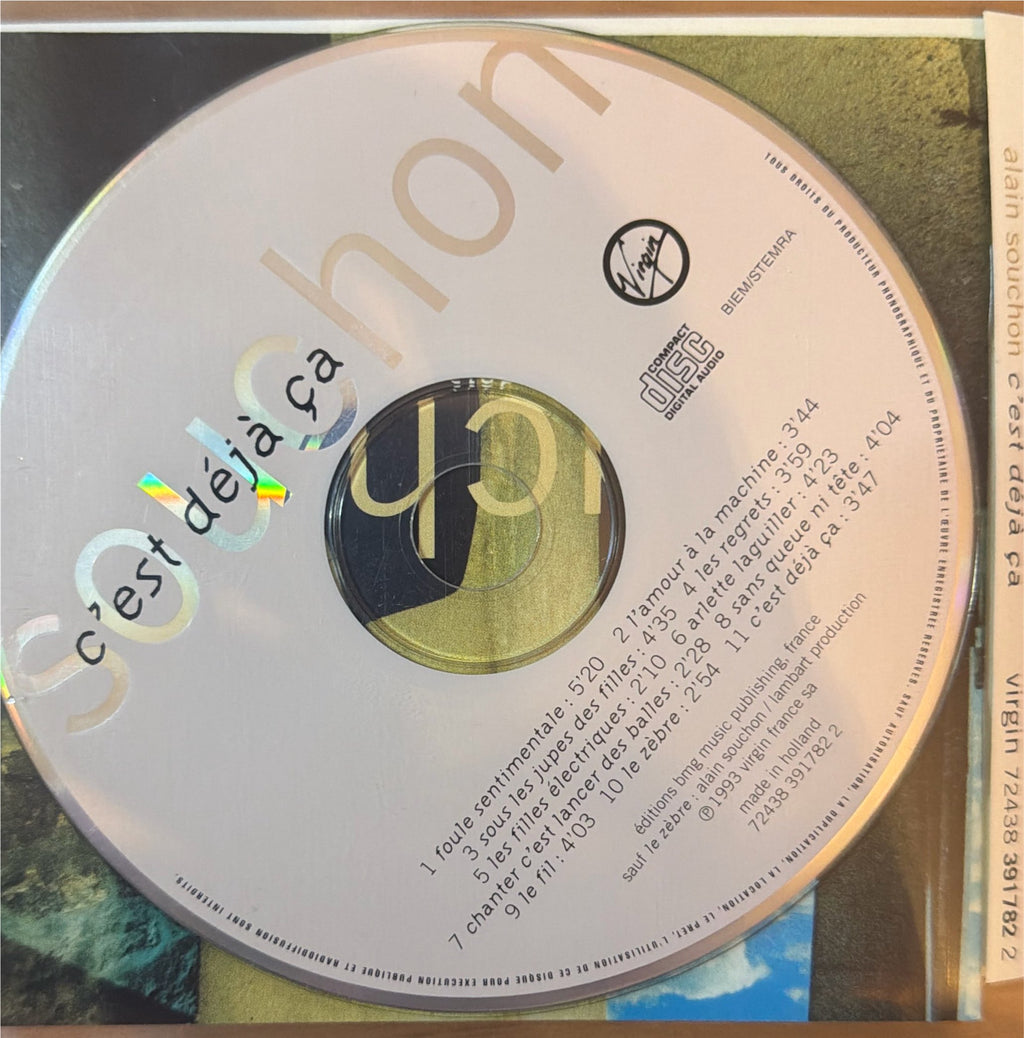 souchon
c'est déjà ça
Virgin
BIEM/STEMRA
COMPACT
disc
DIGITAL AUDIO
1 foule sentimentale : 5'20 2 l'amour à la machine : 3'44
3 sous les jupes des filles : 4'35 4 les regrets : 3'59
5 les filles électriques : 2'10 6 arlette laguiller : 4'23
7 chanter c'est lancer des balles : 2'28 8 sans queue ni tête : 4'04
9 le fil : 4'03 10 le zèbre : 2'54 11 c'est déjà ça : 3'47
éditions bmg music publishing, france
sauf le zèbre : alain souchon / lambart production
℗1993 virgin france sa
made in holland
72438 391782 2
TOUS DROITS DU PRODUCTEUR PHONOGRAPHIQUE ET DU PROPRIETAIRE DE L'ŒUVRE ENREGISTREE RESERVES. SAUF AUTORISATION, LA DUPLICATION, LA LOCATION, LE PRET, L'UTILISATION DE CE DISQUE POUR EXECUTION PUBLIQUE ET RADIODIFFUSION SONT INTERDITS.
uch
alain souchon c'est déjà ça Virgin 72438 391782 2